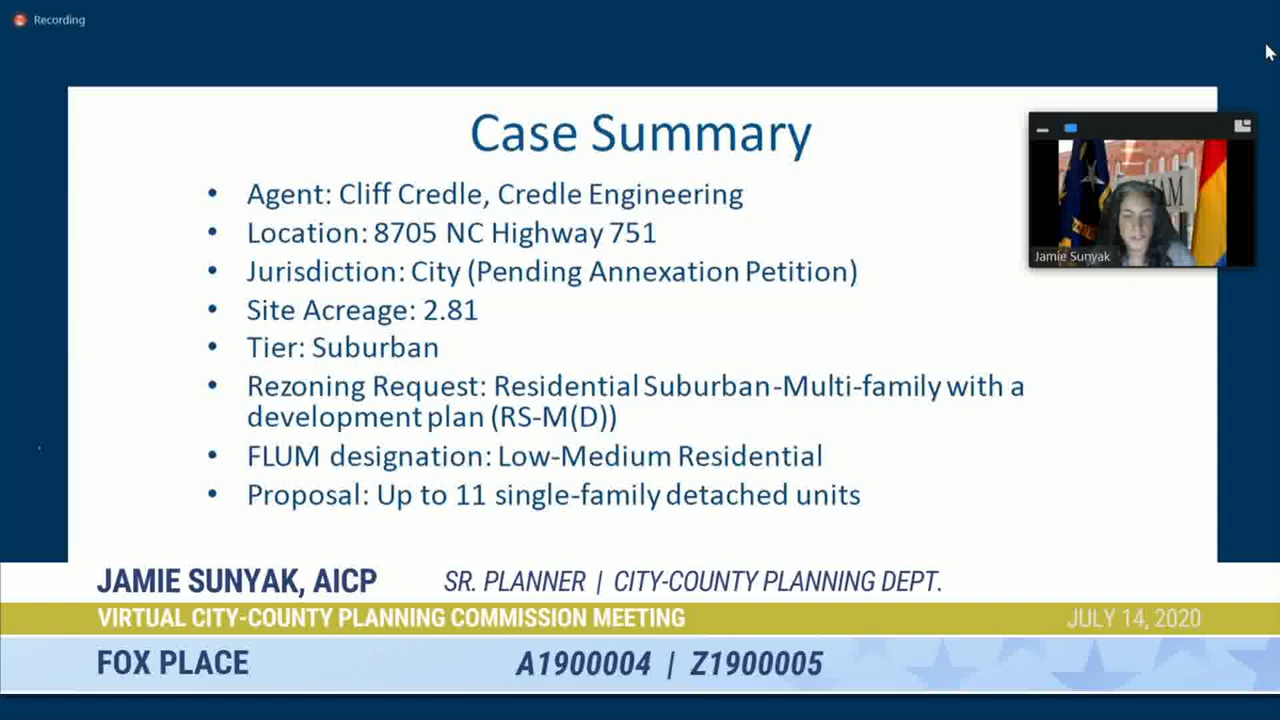 Recording
Case Summary
• Agent: Cliff Credle, Credle Engineering
• Location: 8705 NC Highway 751
• Jurisdiction: City (Pending Annexation Petition)
• Site Acreage: 2.81
• Tier: Suburban
• Rezoning Request: Residential Suburban-Multi-family with a
development plan (RS-M(D))
• FLUM designation: Low-Medium Residential
• Proposal: Up to 11 single-family detached units
Jamie Sunyak
JAMIE SUNYAK, AICP SR. PLANNER | CITY-COUNTY PLANNING DEPT.
VIRTUAL CITY-COUNTY PLANNING COMMISSION MEETING JULY 14, 2020
FOX PLACE A1900004 | Z1900005